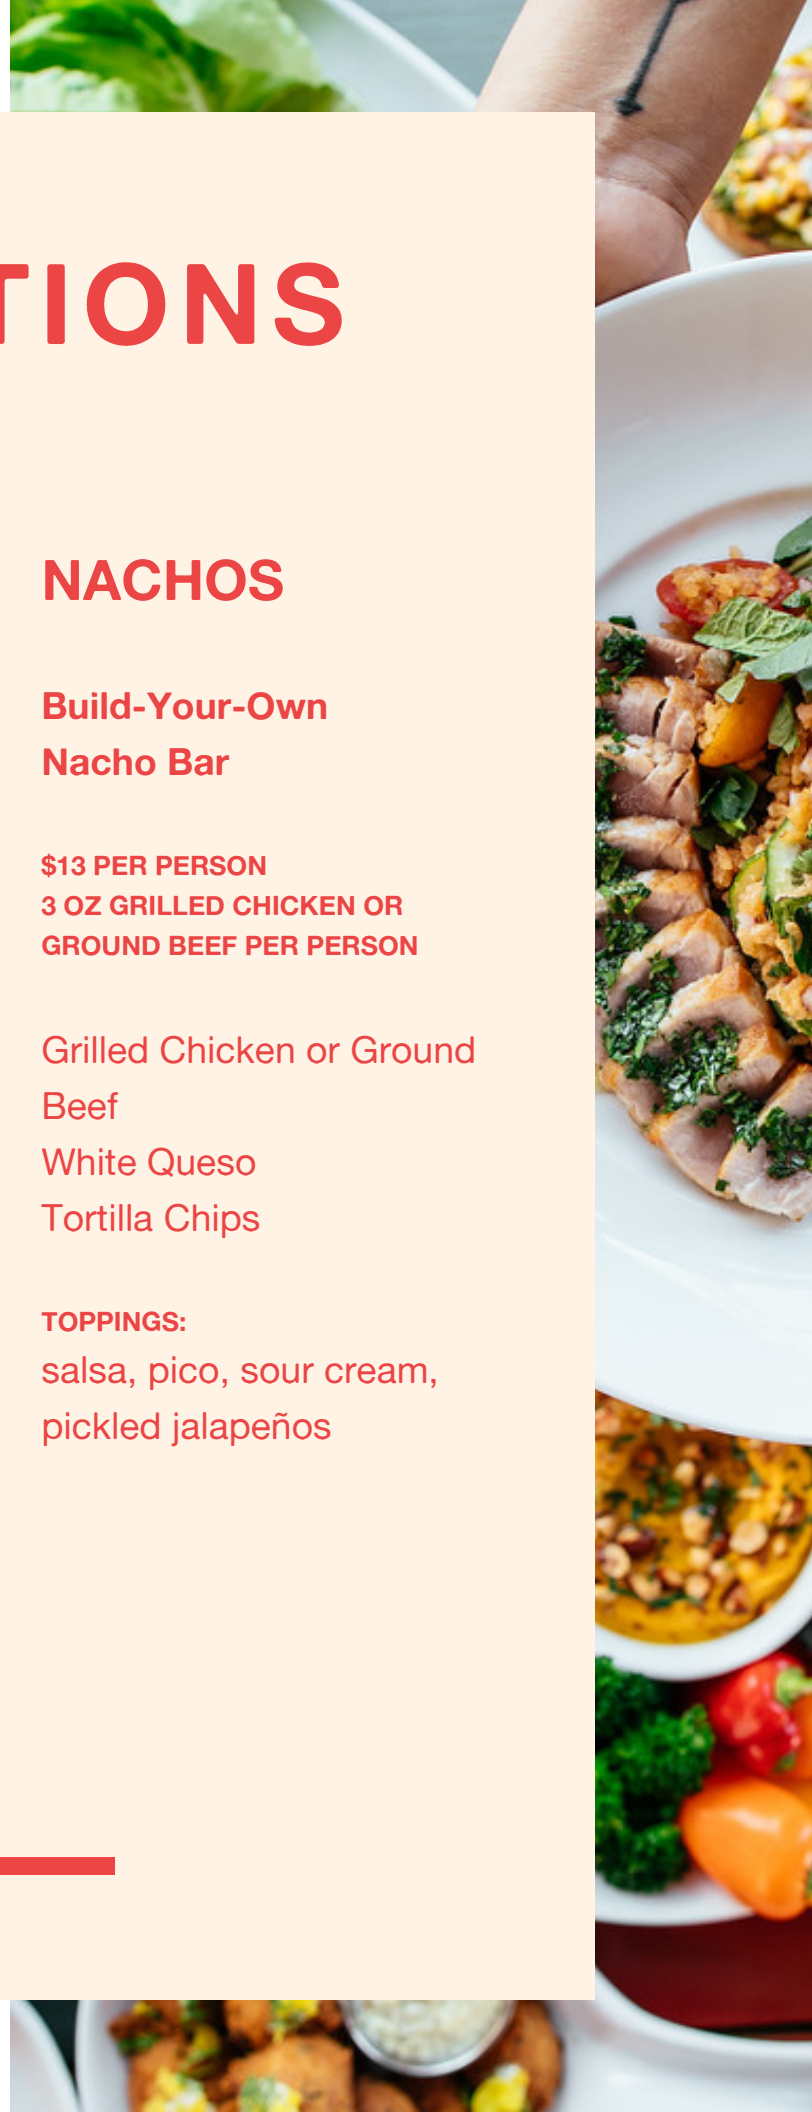 TIONS
NACHOS
Build-Your-Own
Nacho Bar
$13 PER PERSON
3 OZ GRILLED CHICKEN OR
GROUND BEEF PER PERSON
Grilled Chicken or Ground
Beef
White Queso
Tortilla Chips
TOPPINGS:
salsa, pico, sour cream,
pickled jalapeños